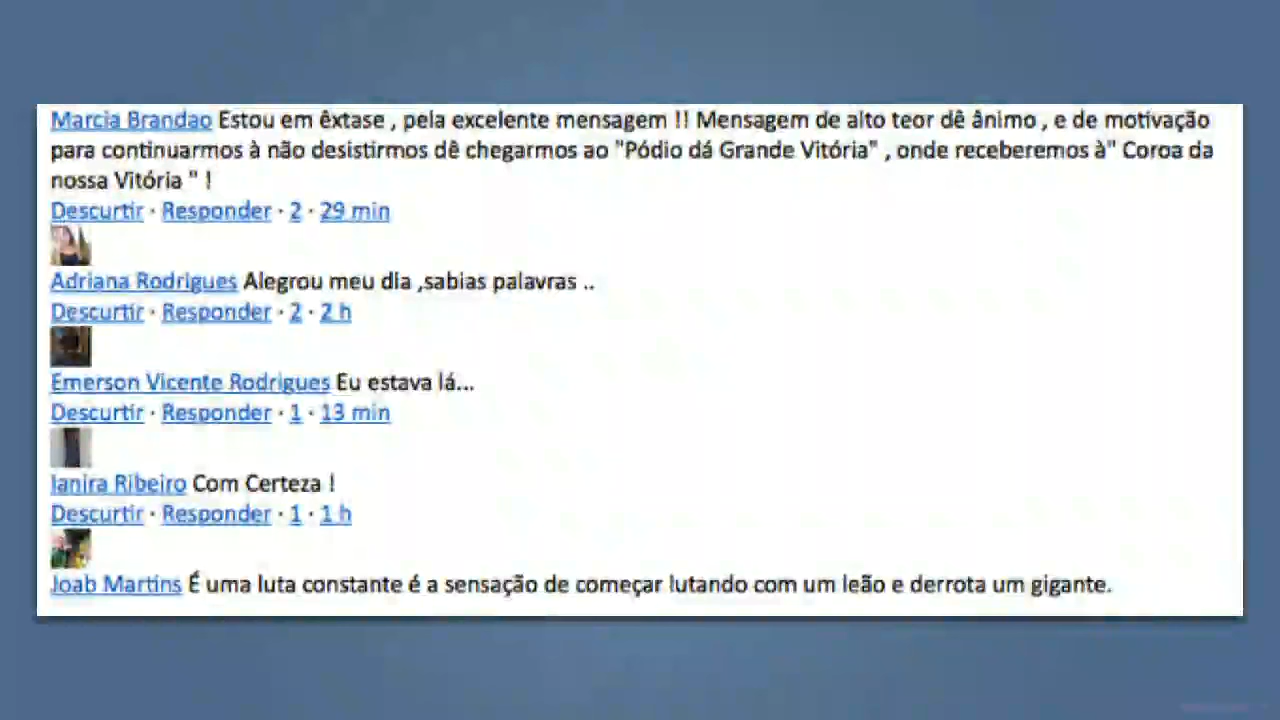 Marcia Brandao Estou em êxtase , pela excelente mensagem !! Mensagem de alto teor dê ânimo , e de motivação
para continuarmos à não desistirmos dê chegarmos ao "Pódio dá Grande Vitória" , onde receberemos à" Coroa da
nossa Vitória " !
Descurtir · Responder · 2 · 29 min
Adriana Rodrigues Alegrou meu dia ,sabias palavras ..
Descurtir · Responder · 2 · 2 h
Emerson Vicente Rodrigues Eu estava lá...
Descurtir · Responder · 1 · 13 min
Ianira Ribeiro Com Certeza !
Descurtir · Responder · 1 · 1 h
Joab Martins É uma luta constante é a sensação de começar lutando com um leão e derrota um gigante.